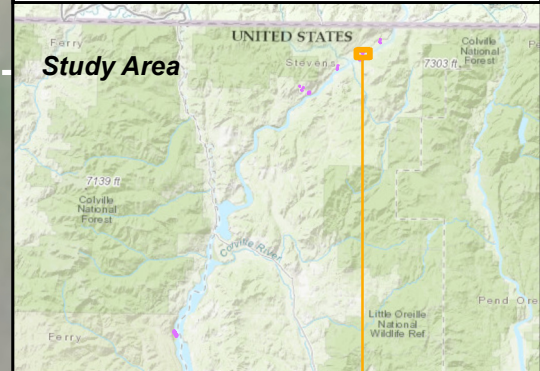 Ferry
UNITED STATES
Colville
National
Forest
Study Area
Stevens
7303 ft
7139 ft
Colville
National
Forest
Colville River
Little Oreille
National
Wildlife Ref
Pend Ore
Ferry